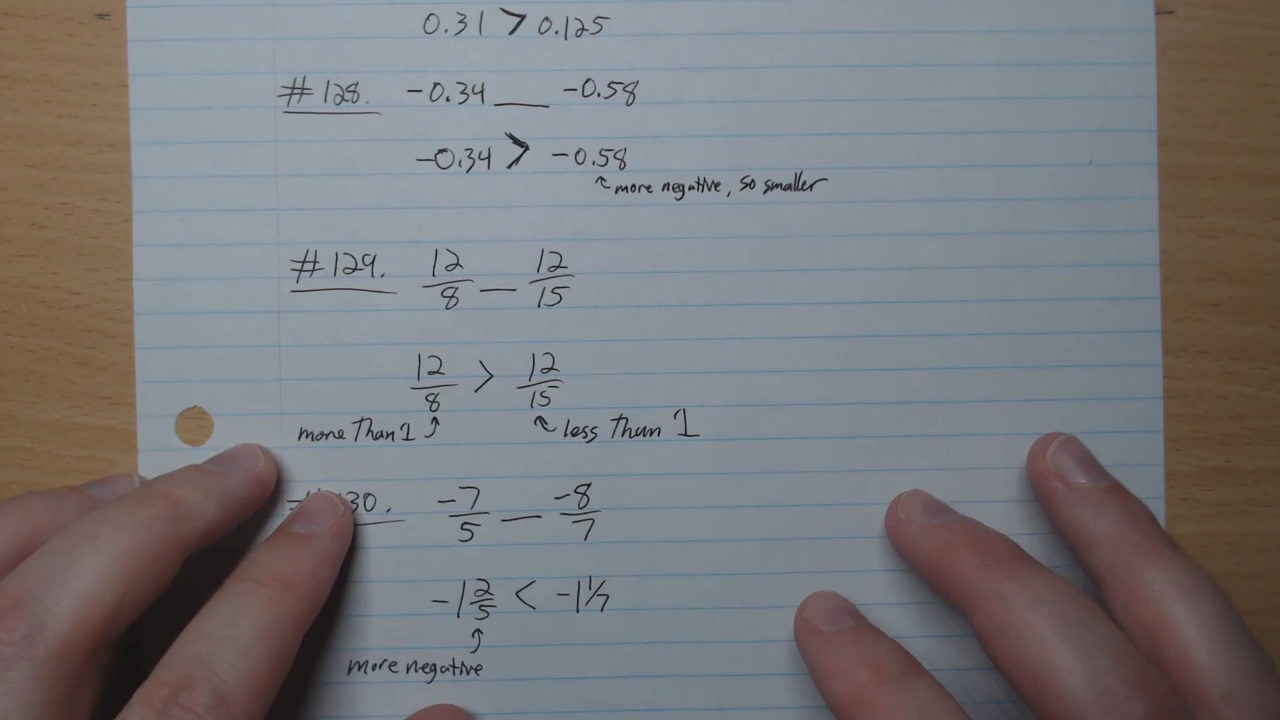 0.31 > 0.125
#128. -0.34 ___ -0.58
-0.34 > -0.58
↖ more negative, so smaller
#129. 12/8 __ 12/15
12/8 > 12/15
more than 1 ⤴ ↖ less than 1
30. -7/5 __ -8/7
-1 2/5 < -1 1/7
↑
more negative